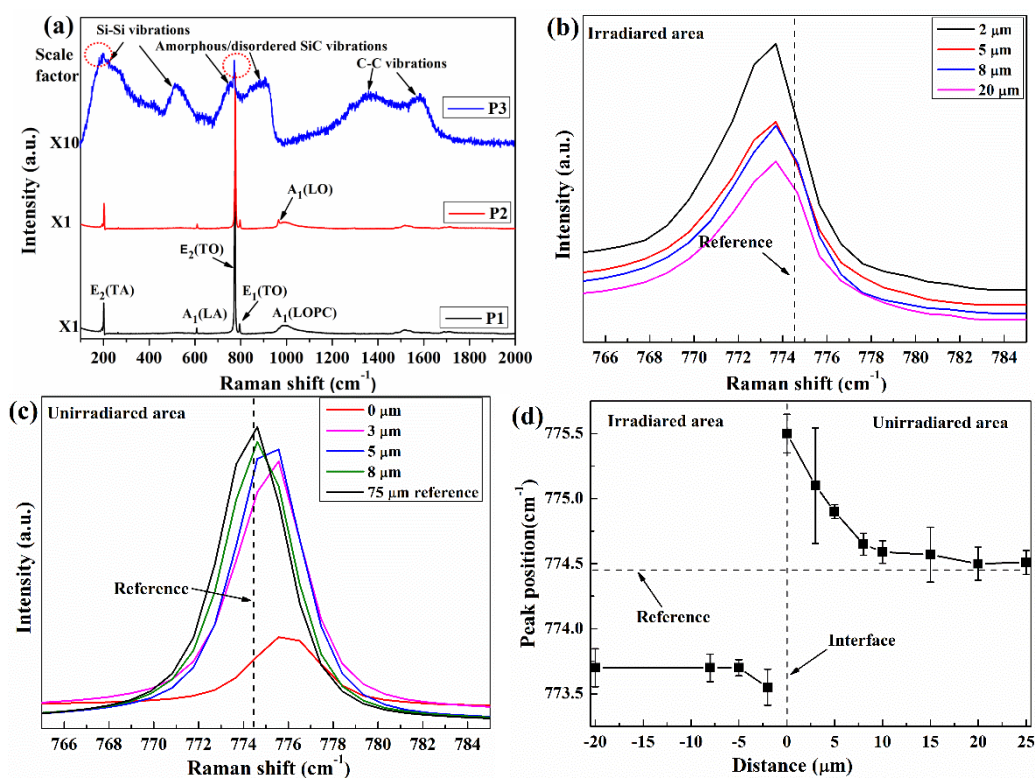 (a)
Si-Si vibrations
Amorphous/disordered SiC vibrations
Scale
factor
C-C vibrations
P3
X10
A1(LO)
X1
P2
E2(TO)
E2(TA)
A1(LA)
E1(TO)
A1(LOPC)
P1
X1
Intensity (a.u.)
200 400 600 800 1000 1200 1400 1600 1800 2000
Raman shift (cm-1)
(b)
Irradiared area
2 μm
5 μm
8 μm
20 μm
Reference
Intensity (a.u.)
766 768 770 772 774 776 778 780 782 784
Raman shift (cm-1)
(c)
Unirradiared area
0 μm
3 μm
5 μm
8 μm
75 μm reference
Reference
Intensity (a.u.)
766 768 770 772 774 776 778 780 782 784
Raman shift (cm-1)
(d)
Irradiared area
Unirradiared area
775.5
775.0
774.5
774.0
773.5
Reference
Interface
Peak position(cm-1)
-20 -15 -10 -5 0 5 10 15 20 25
Distance (μm)